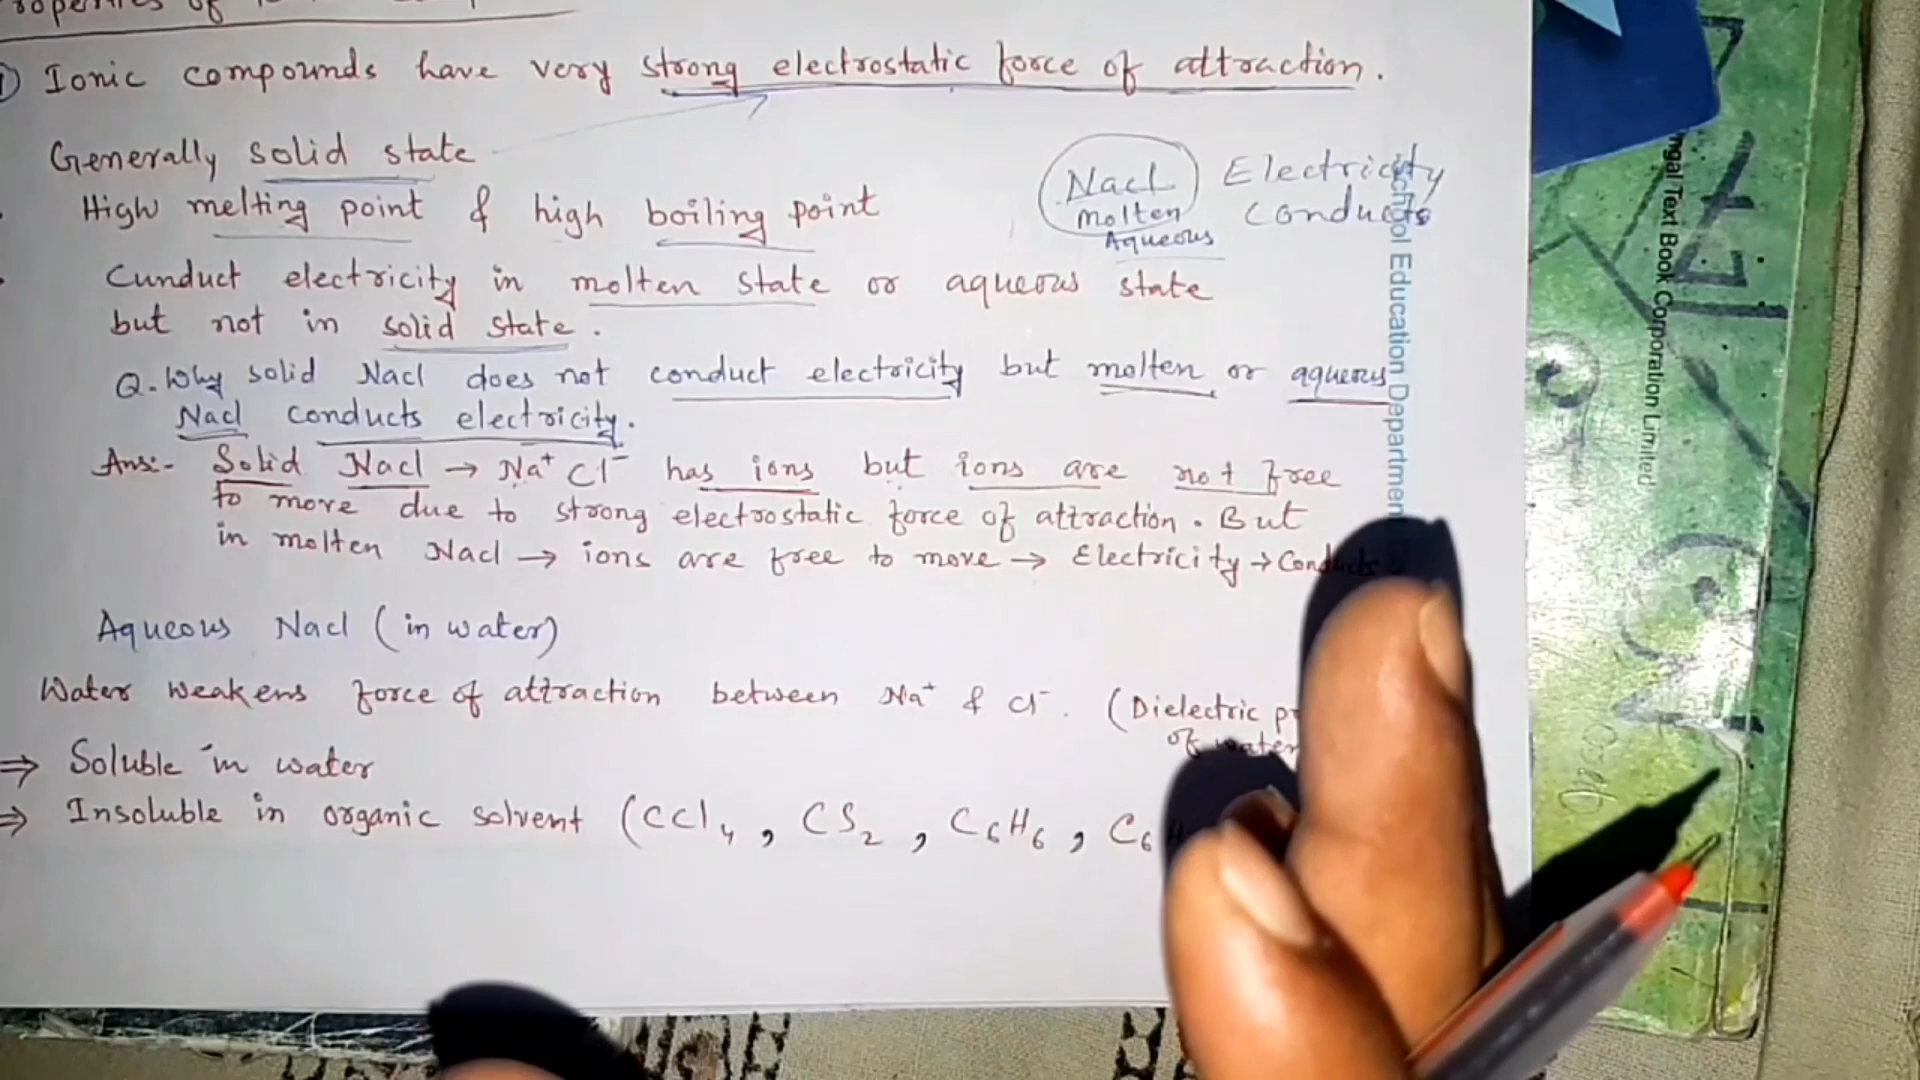 ① Ionic compounds have very strong electrostatic force of attraction.
Generally solid state
High melting point & high boiling point
Nacl
molten
Aqueous
Electricity
conducts
Cunduct electricity in molten state or aqueous state
but not in solid state.
Q. Why solid Nacl does not conduct electricity but molten or aqueous
Nacl conducts electricity.
Ans:- Solid Nacl → Na⁺ Cl⁻ has ions but ions are not free
to move due to strong electrostatic force of attraction. But
in molten Nacl → ions are free to move → Electricity → Conducts
Aqueous Nacl (in water)
Water weakens force of attraction between Na⁺ & Cl⁻. (Dielectric
of water
⇒ Soluble in water
⇒ Insoluble in organic solvent (CCl₄, CS₂, C₆H₆, C₆
School Education Department
Text Book Corporation Limited